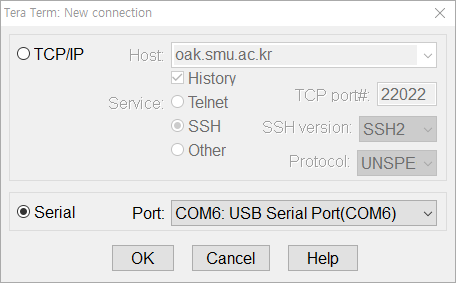 Tera Term: New connection
TCP/IP Host: oak.smu.ac.kr
History
Service: Telnet TCP port#: 22022
SSH SSH version: SSH2
Other Protocol: UNSPE
Serial Port: COM6: USB Serial Port(COM6)
OK Cancel Help